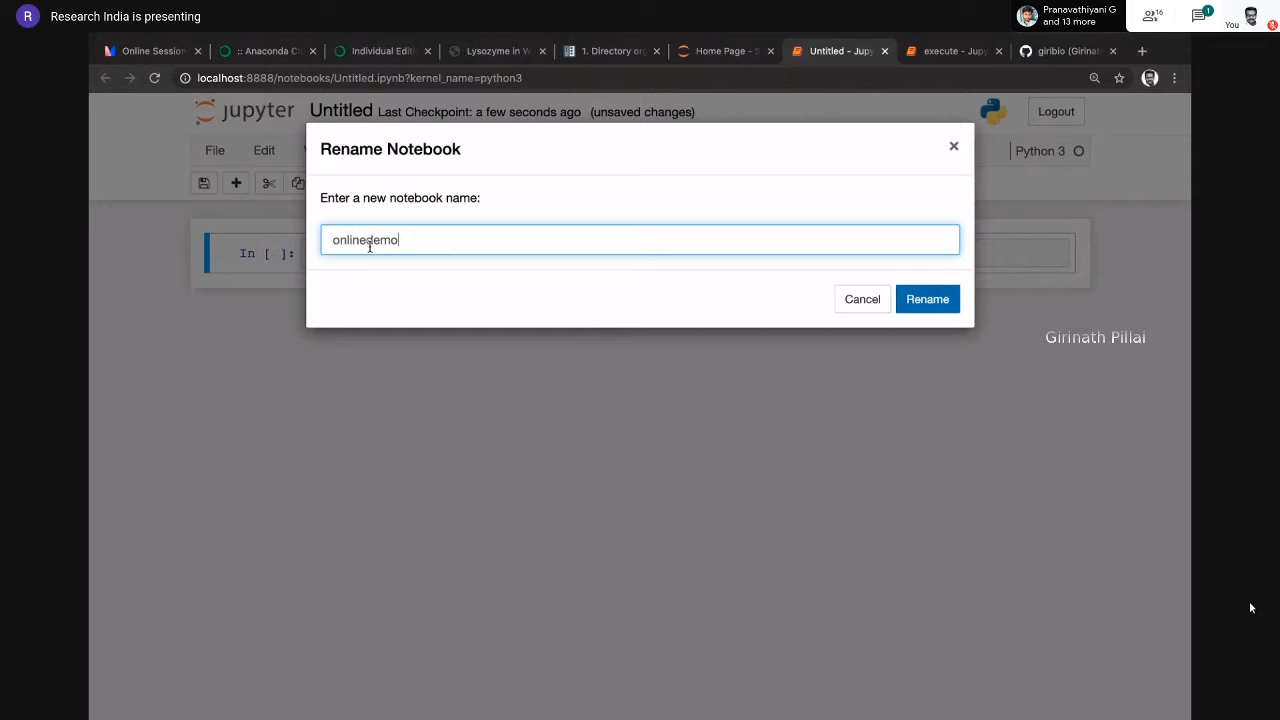 R Research India is presenting
Pranavathiyani G
and 13 more
16
1
You
Online Session
:: Anaconda C
Individual Editi
Lysozyme in W
1. Directory or
Home Page - S
Untitled - Jupy
execute - Jupy
giribio (Girinat
localhost:8888/notebooks/Untitled.ipynb?kernel_name=python3
jupyter Untitled Last Checkpoint: a few seconds ago (unsaved changes)
Logout
File Edit
Python 3
Rename Notebook
Enter a new notebook name:
onlinedemo
Cancel Rename
In [ ]:
Girinath Pillai